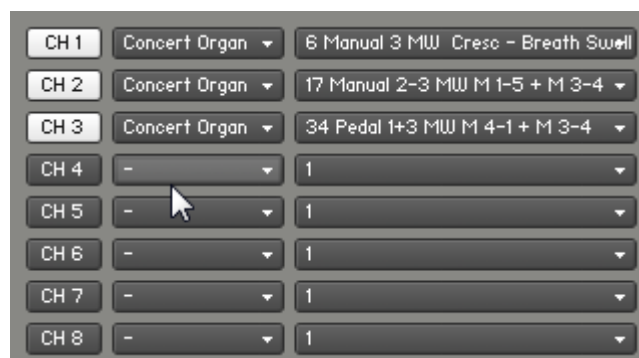 CH 1 Concert Organ 6 Manual 3 MW Cresc - Breath Swell
CH 2 Concert Organ 17 Manual 2-3 MW M 1-5 + M 3-4
CH 3 Concert Organ 34 Pedal 1+3 MW M 4-1 + M 3-4
CH 4 - 1
CH 5 - 1
CH 6 - 1
CH 7 - 1
CH 8 - 1